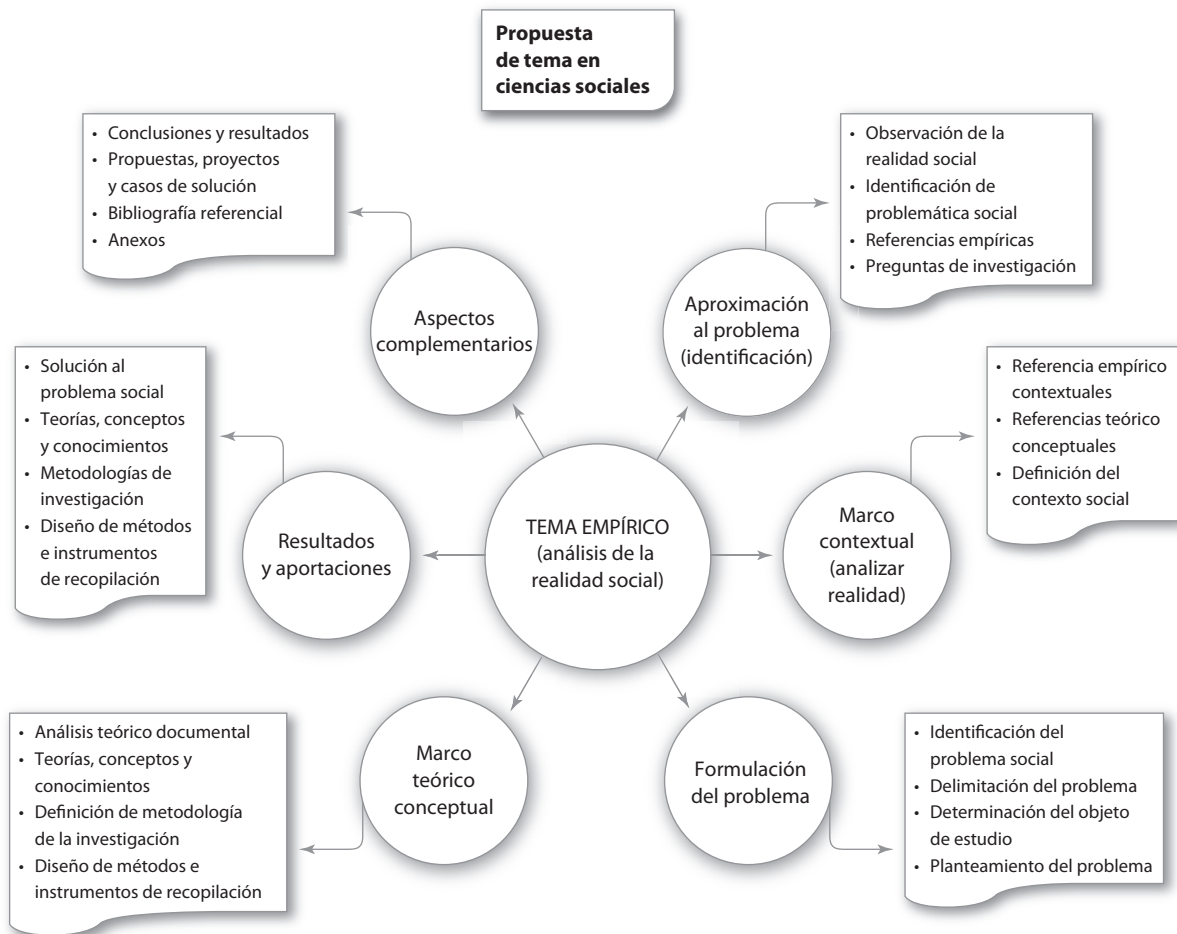 Propuesta
de tema en
ciencias sociales
• Conclusiones y resultados
• Propuestas, proyectos
y casos de solución
• Bibliografía referencial
• Anexos
• Observación de la
realidad social
• Identificación de
problemática social
• Referencias empíricas
• Preguntas de investigación
Aspectos
complementarios
Aproximación
al problema
(identificación)
• Solución al
problema social
• Teorías, conceptos
y conocimientos
• Metodologías de
investigación
• Diseño de métodos
e instrumentos
de recopilación
• Referencia empírico
contextuales
• Referencias teórico
conceptuales
• Definición del
contexto social
Resultados
y aportaciones
TEMA EMPÍRICO
(análisis de la
realidad social)
Marco
contextual
(analizar
realidad)
• Análisis teórico documental
• Teorías, conceptos y
conocimientos
• Definición de metodología
de la investigación
• Diseño de métodos e
instrumentos de recopilación
Marco
teórico
conceptual
Formulación
del problema
• Identificación del
problema social
• Delimitación del problema
• Determinación del objeto
de estudio
• Planteamiento del problema